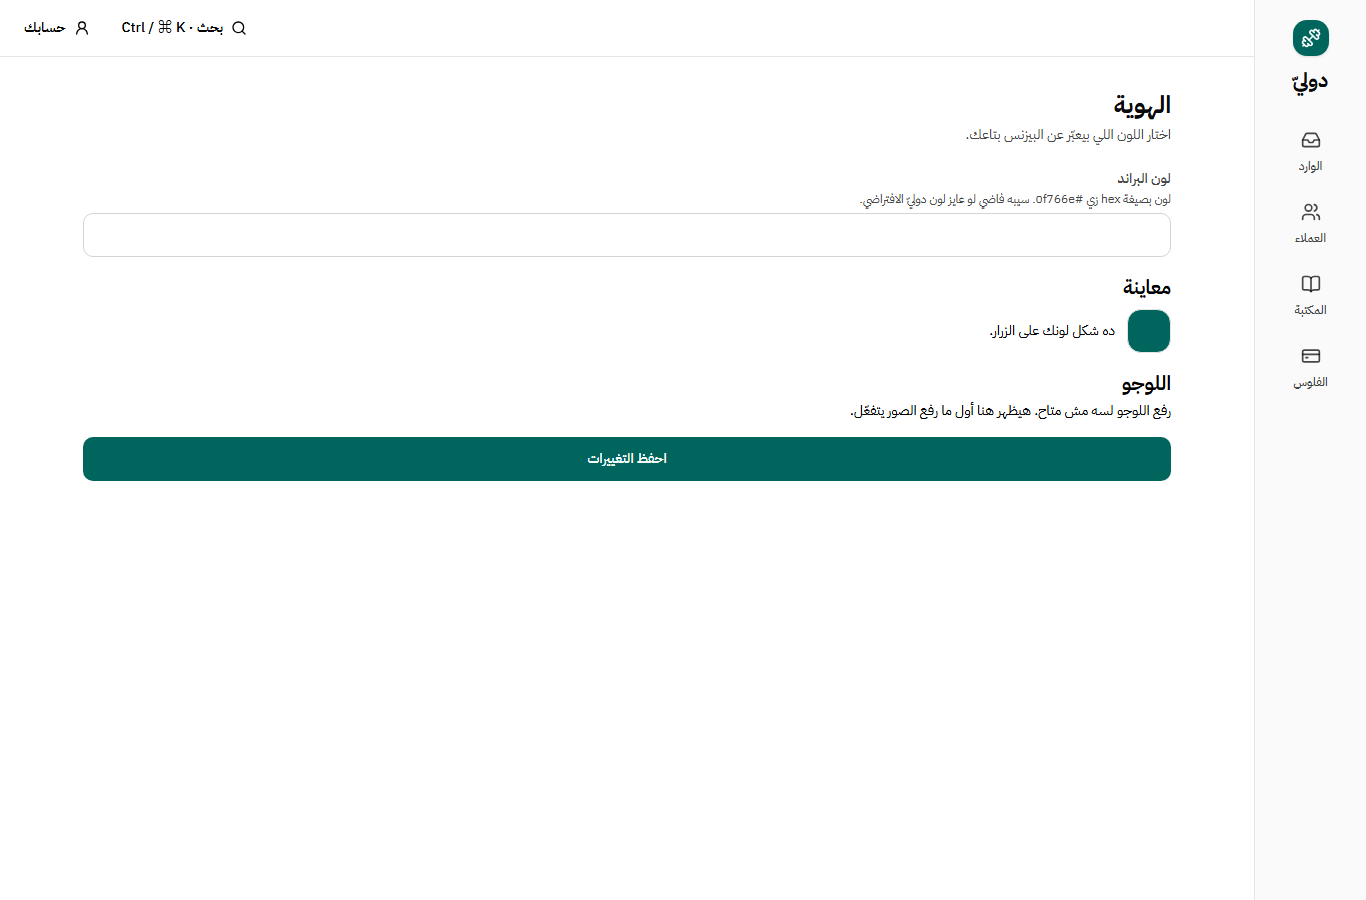 دوليّ
الوارد
العملاء
المكتبة
الفلوس
بحث · Ctrl / ⌘ K
حسابك
الهوية
اختار اللون اللي بيعبّر عن البيزنس بتاعك.
لون البراند
لون بصيغة hex زي #0f766e. سيبه فاضي لو عايز لون دوليّ الافتراضي.
معاينة
ده شكل لونك على الزرار.
اللوجو
رفع اللوجو لسه مش متاح. هيظهر هنا أول ما رفع الصور يتفعّل.
احفظ التغييرات